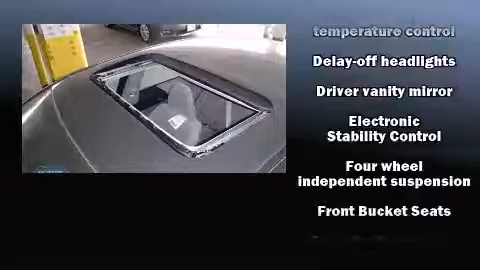 temperature control
Delay-off headlights
Driver vanity mirror
Electronic
Stability Control
Four wheel
independent suspension
Front Bucket Seats